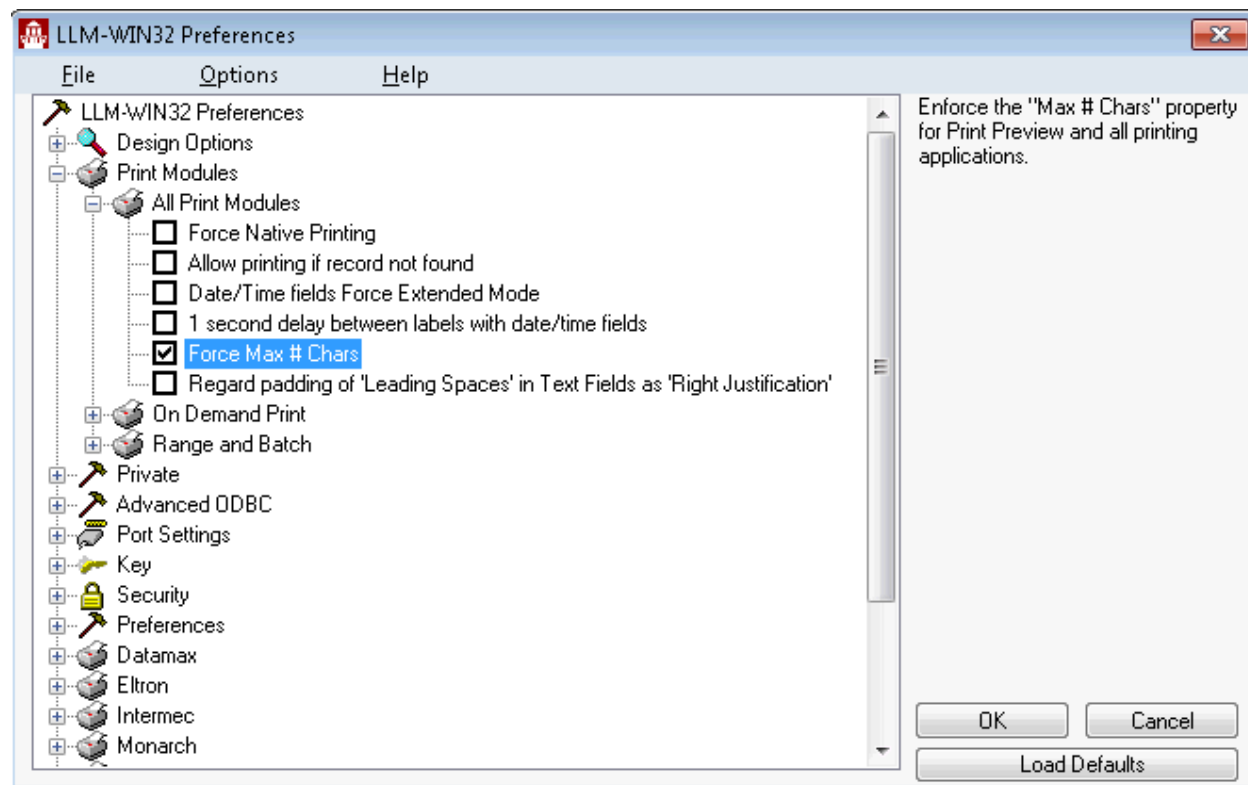 LLM-WIN32 Preferences
File Options Help
LLM-WIN32 Preferences
Design Options
Print Modules
All Print Modules
Force Native Printing
Allow printing if record not found
Date/Time fields Force Extended Mode
1 second delay between labels with date/time fields
Force Max # Chars
Regard padding of 'Leading Spaces' in Text Fields as 'Right Justification'
On Demand Print
Range and Batch
Private
Advanced ODBC
Port Settings
Key
Security
Preferences
Datamax
Eltron
Intermec
Monarch
Enforce the "Max # Chars" property
for Print Preview and all printing
applications.
OK Cancel
Load Defaults